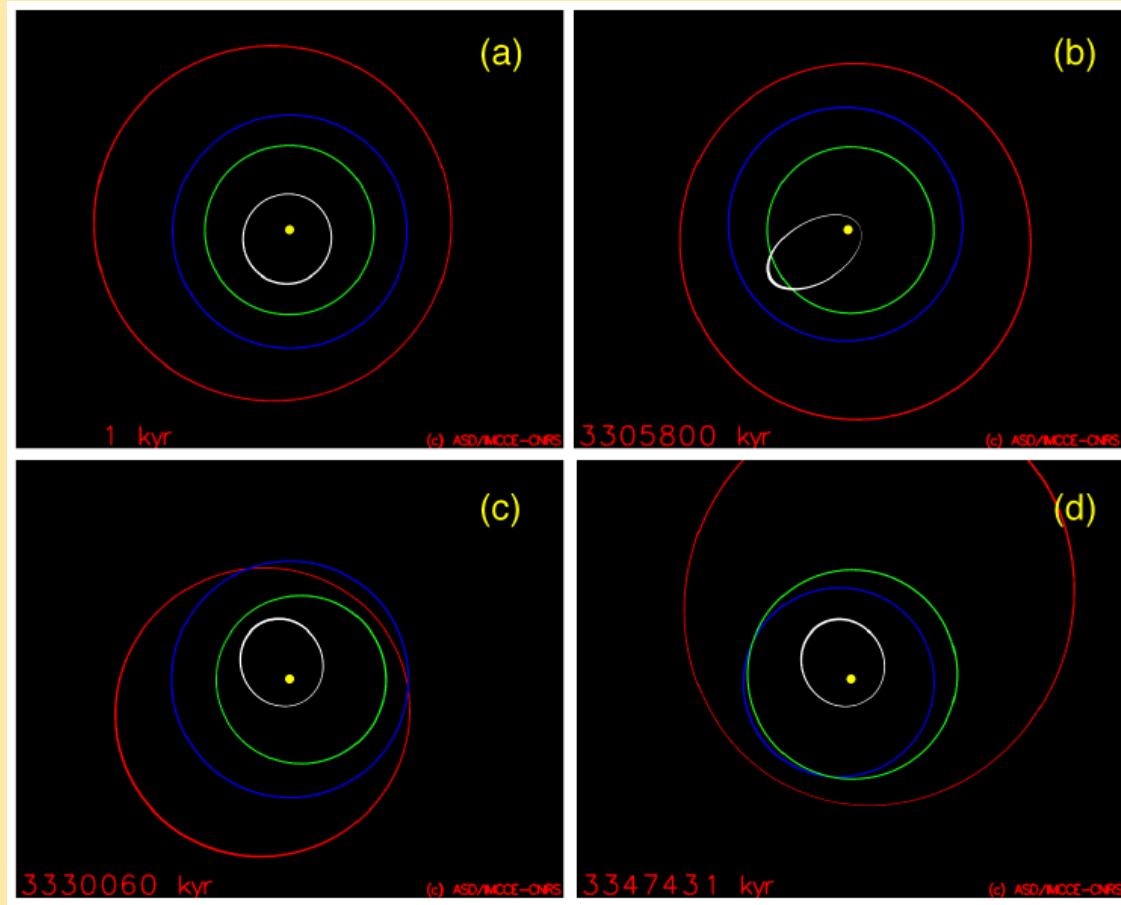 (a)
1 kyr
(c) ASD/IMCCE-CNRS
(b)
3305800 kyr
(c) ASD/IMCCE-CNRS
(c)
3330060 kyr
(c) ASD/IMCCE-CNRS
(d)
3347431 kyr
(c) ASD/IMCCE-CNRS